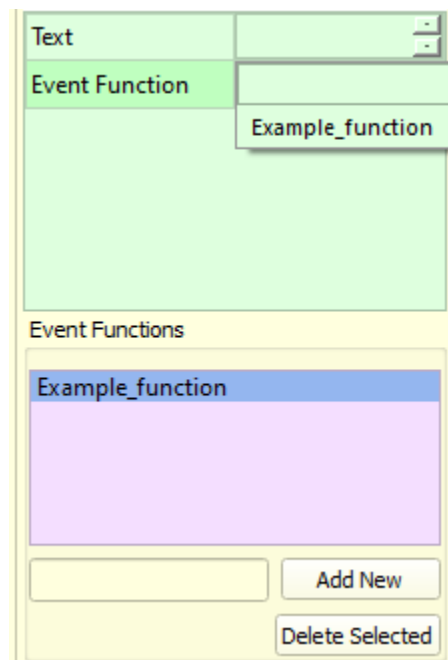 Text
Event Function
Example_function
Event Functions
Example_function
Add New
Delete Selected